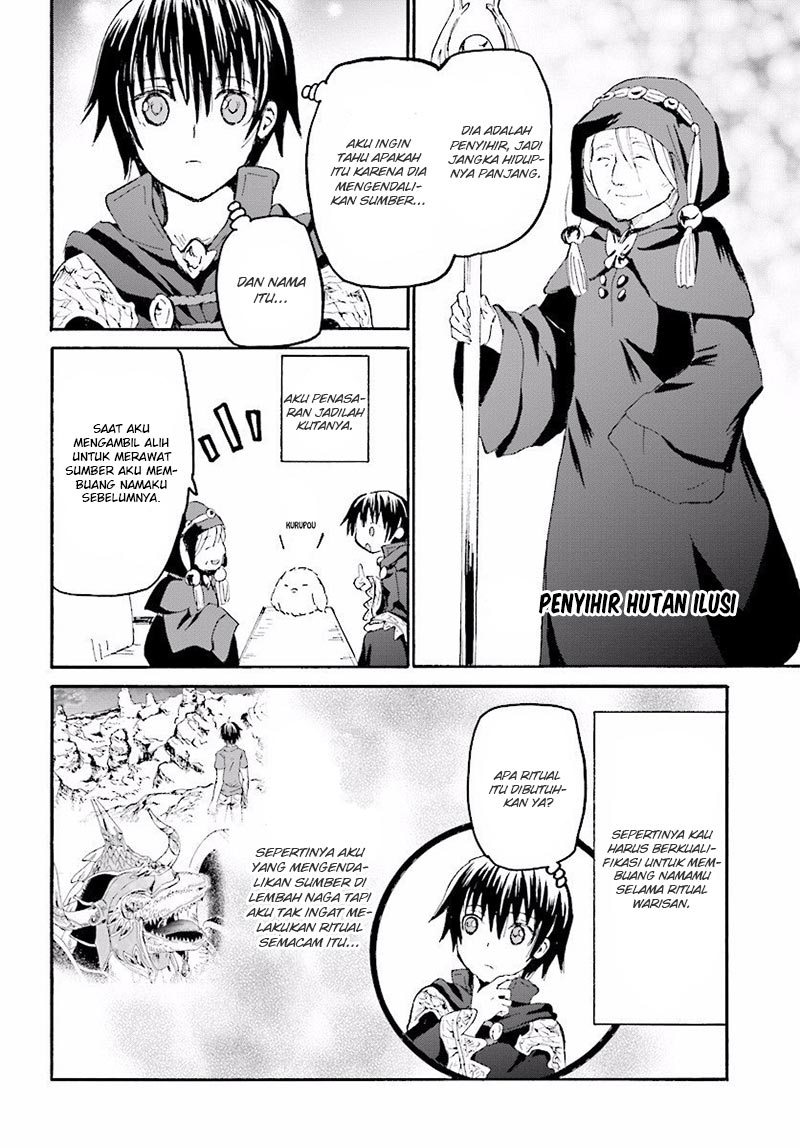 DIA ADALAH
PENYIHIR, JADI
JANGKA HIDUP-
NYA PANJANG.
AKU INGIN
TAHU APAKAH
ITU KARENA DIA
MENGENDALI-
KAN SUMBER...
DAN NAMA
ITU...
PENYIHIR HUTAN ILUSI
AKU PENASA-
RAN JADILAH
KUTANYA.
SAAT AKU
MENGAMBIL ALIH
UNTUK MERAWAT
SUMBER AKU MEM-
BUANG NAMAKU
SEBELUMNYA.
KURUPOU
SEPERTINYA KAU
HARUS BERKUALI-
FIKASI UNTUK MEM-
BUANG NAMAMU
SELAMA RITUAL
WARISAN.
APA RITUAL
ITU DIBUTUH-
KAN YA?
SEPERTINYA AKU
YANG MENGENDA-
LIKAN SUMBER DI
LEMBAH NAGA TAPI
AKU TAK INGAT ME-
LAKUKAN RITUAL
SEMACAM ITU...